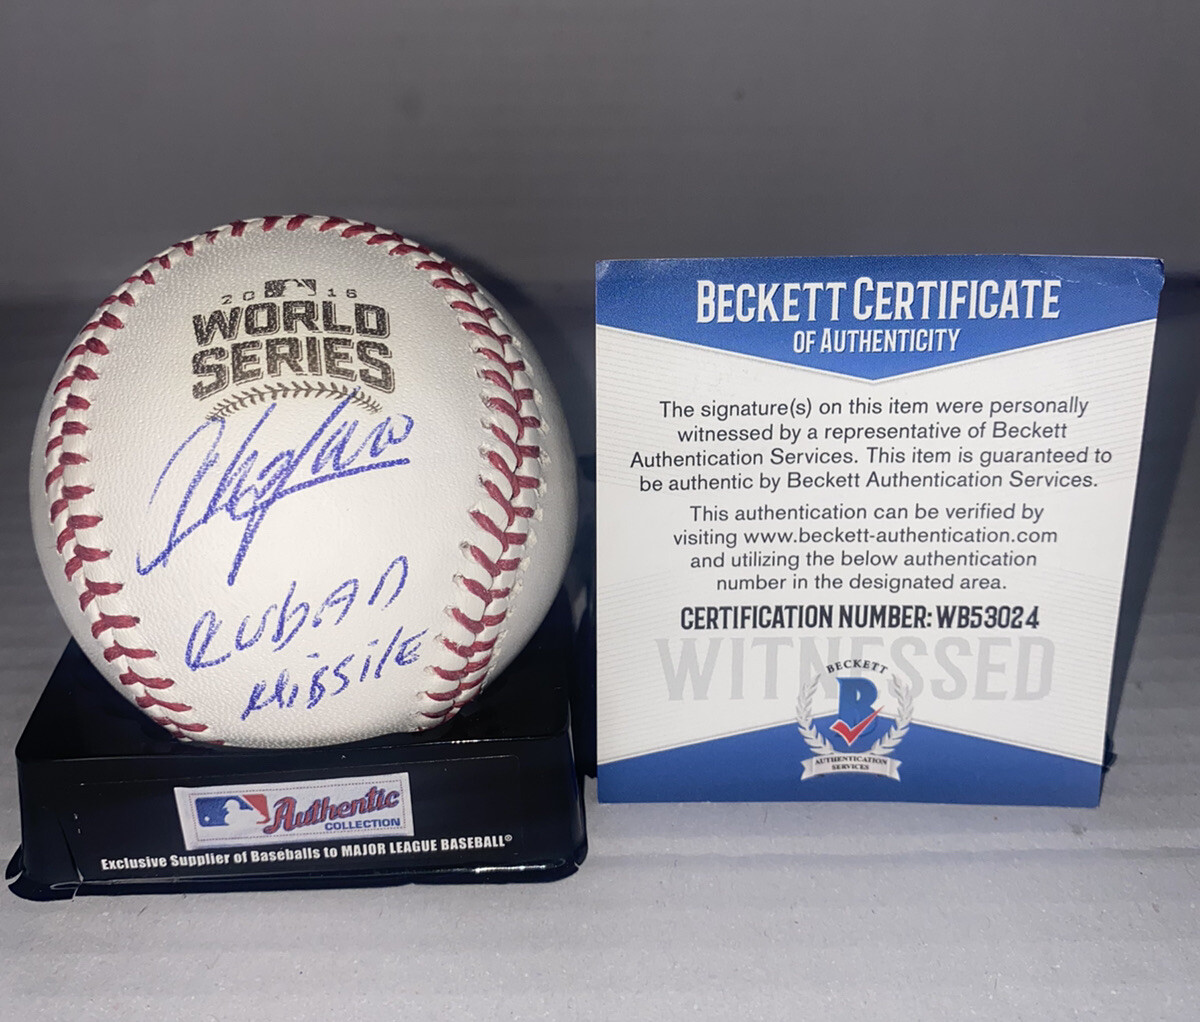 2016
WORLD
SERIES
CUBAN
MISSILE
Authentic
COLLECTION
Exclusive Supplier of Baseballs to MAJOR LEAGUE BASEBALL®
BECKETT CERTIFICATE
OF AUTHENTICITY
The signature(s) on this item were personally
witnessed by a representative of Beckett
Authentication Services. This item is guaranteed to
be authentic by Beckett Authentication Services.
This authentication can be verified by
visiting www.beckett-authentication.com
and utilizing the below authentication
number in the designated area.
CERTIFICATION NUMBER: WB53024
WITNESSED
BECKETT
B
AUTHENTICATION
SERVICES